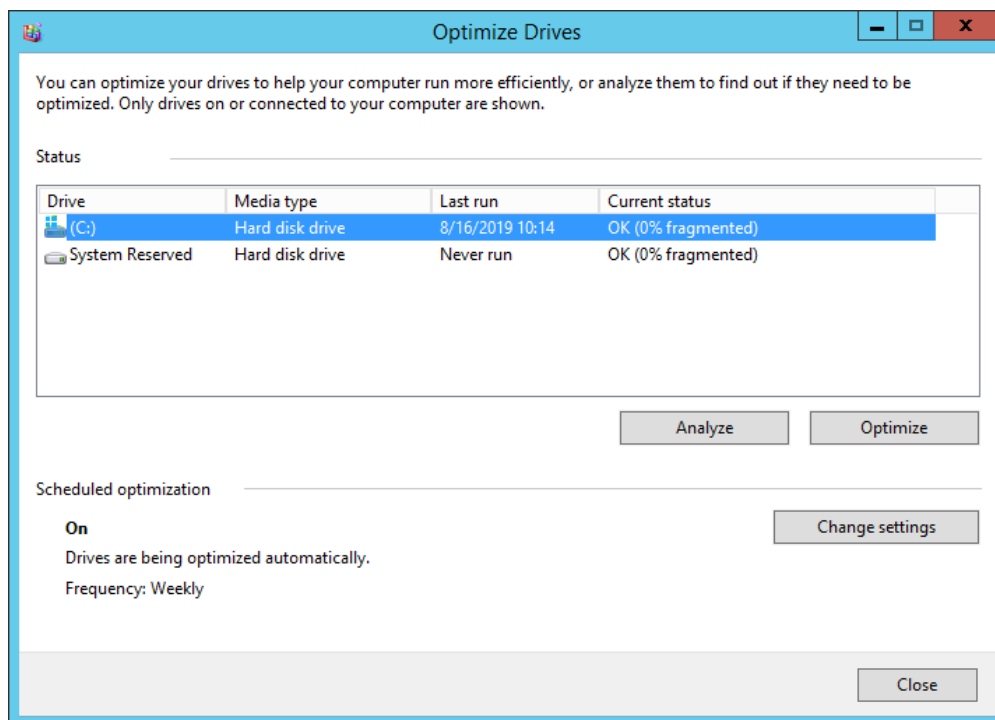 Optimize Drives
You can optimize your drives to help your computer run more efficiently, or analyze them to find out if they need to be
optimized. Only drives on or connected to your computer are shown.
Status
Drive Media type Last run Current status
(C:) Hard disk drive 8/16/2019 10:14 OK (0% fragmented)
System Reserved Hard disk drive Never run OK (0% fragmented)
Analyze Optimize
Scheduled optimization
On Change settings
Drives are being optimized automatically.
Frequency: Weekly
Close